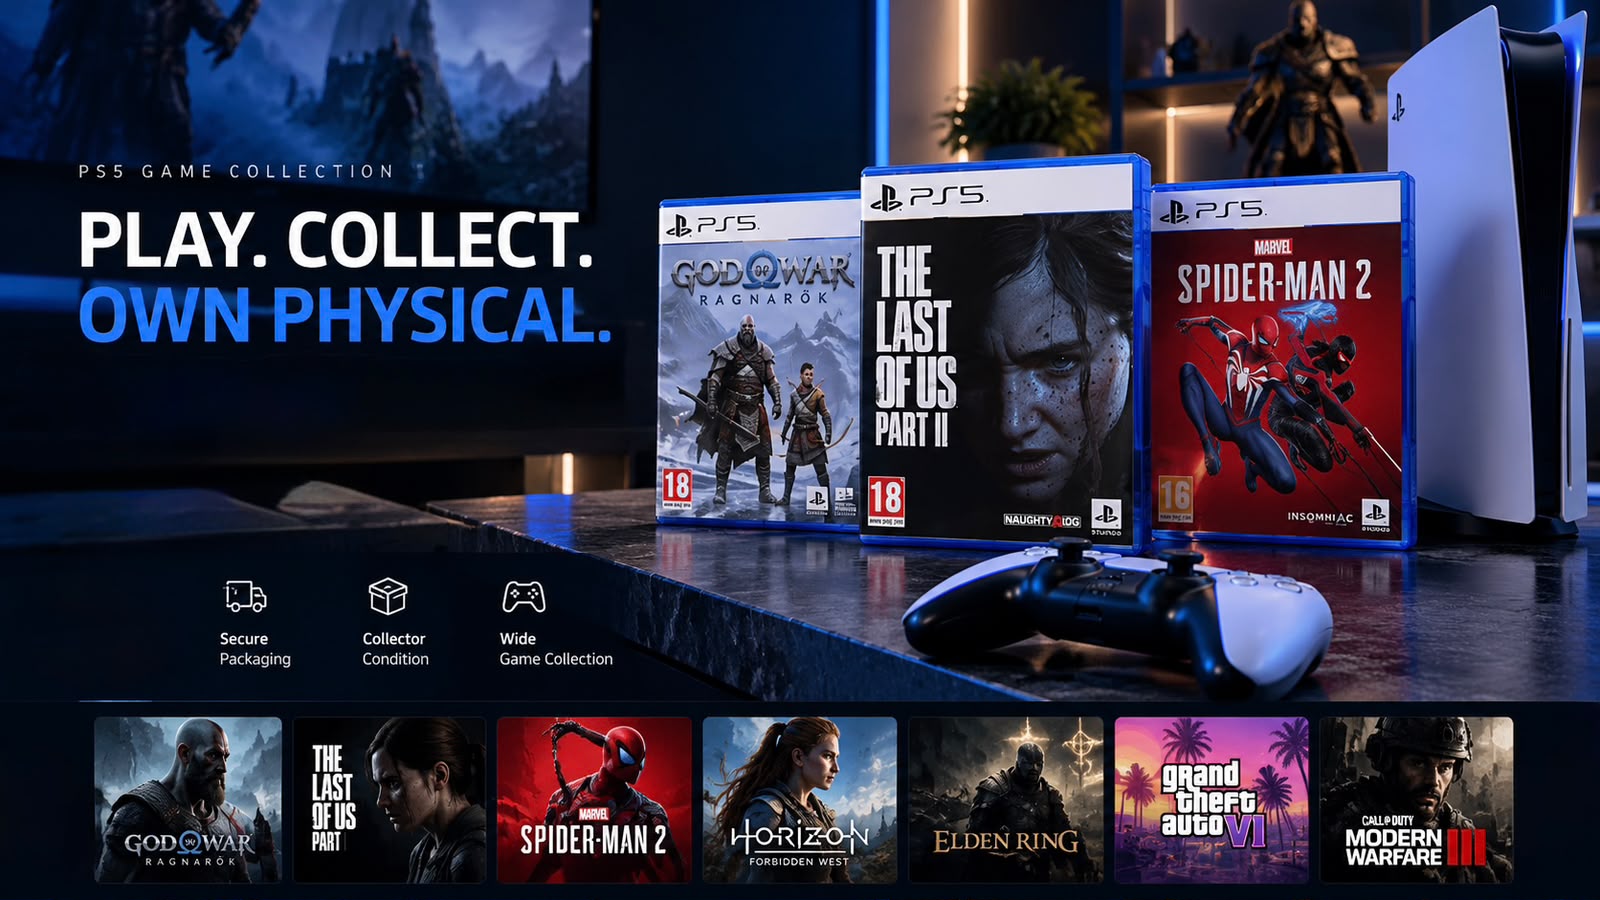 PS5 GAME COLLECTION
PLAY. COLLECT.
OWN PHYSICAL.
PS5
GOD OF WAR
RAGNARÖK
18
PS5
THE
LAST
OF US
PART II
18
NAUGHTY DOG
PS5
MARVEL
SPIDER-MAN 2
16
INSOMNIAC
Secure
Packaging
Collector
Condition
Wide
Game Collection
GOD OF WAR
RAGNARÖK
THE
LAST
OF US
PART
MARVEL
SPIDER-MAN 2
HORIZON
FORBIDDEN WEST
ELDEN RING
grand
theft
auto VI
CALL OF DUTY
MODERN
WARFARE III